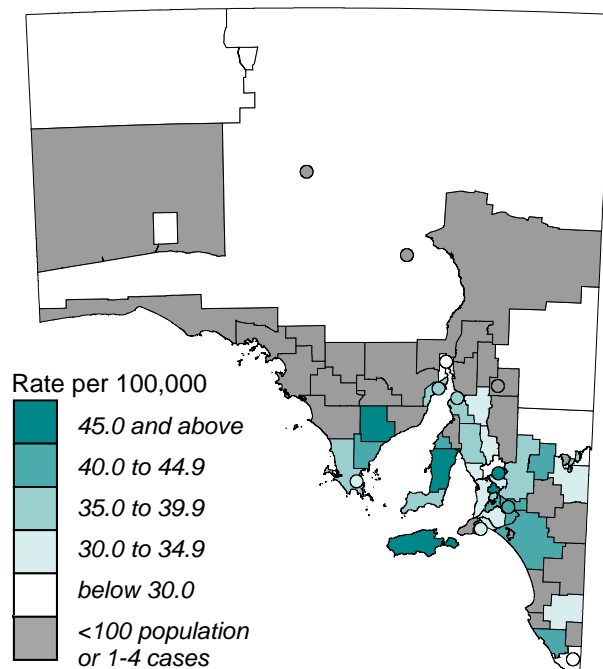 Rate per 100,000
45.0 and above
40.0 to 44.9
35.0 to 39.9
30.0 to 34.9
below 30.0
<100 population
or 1-4 cases